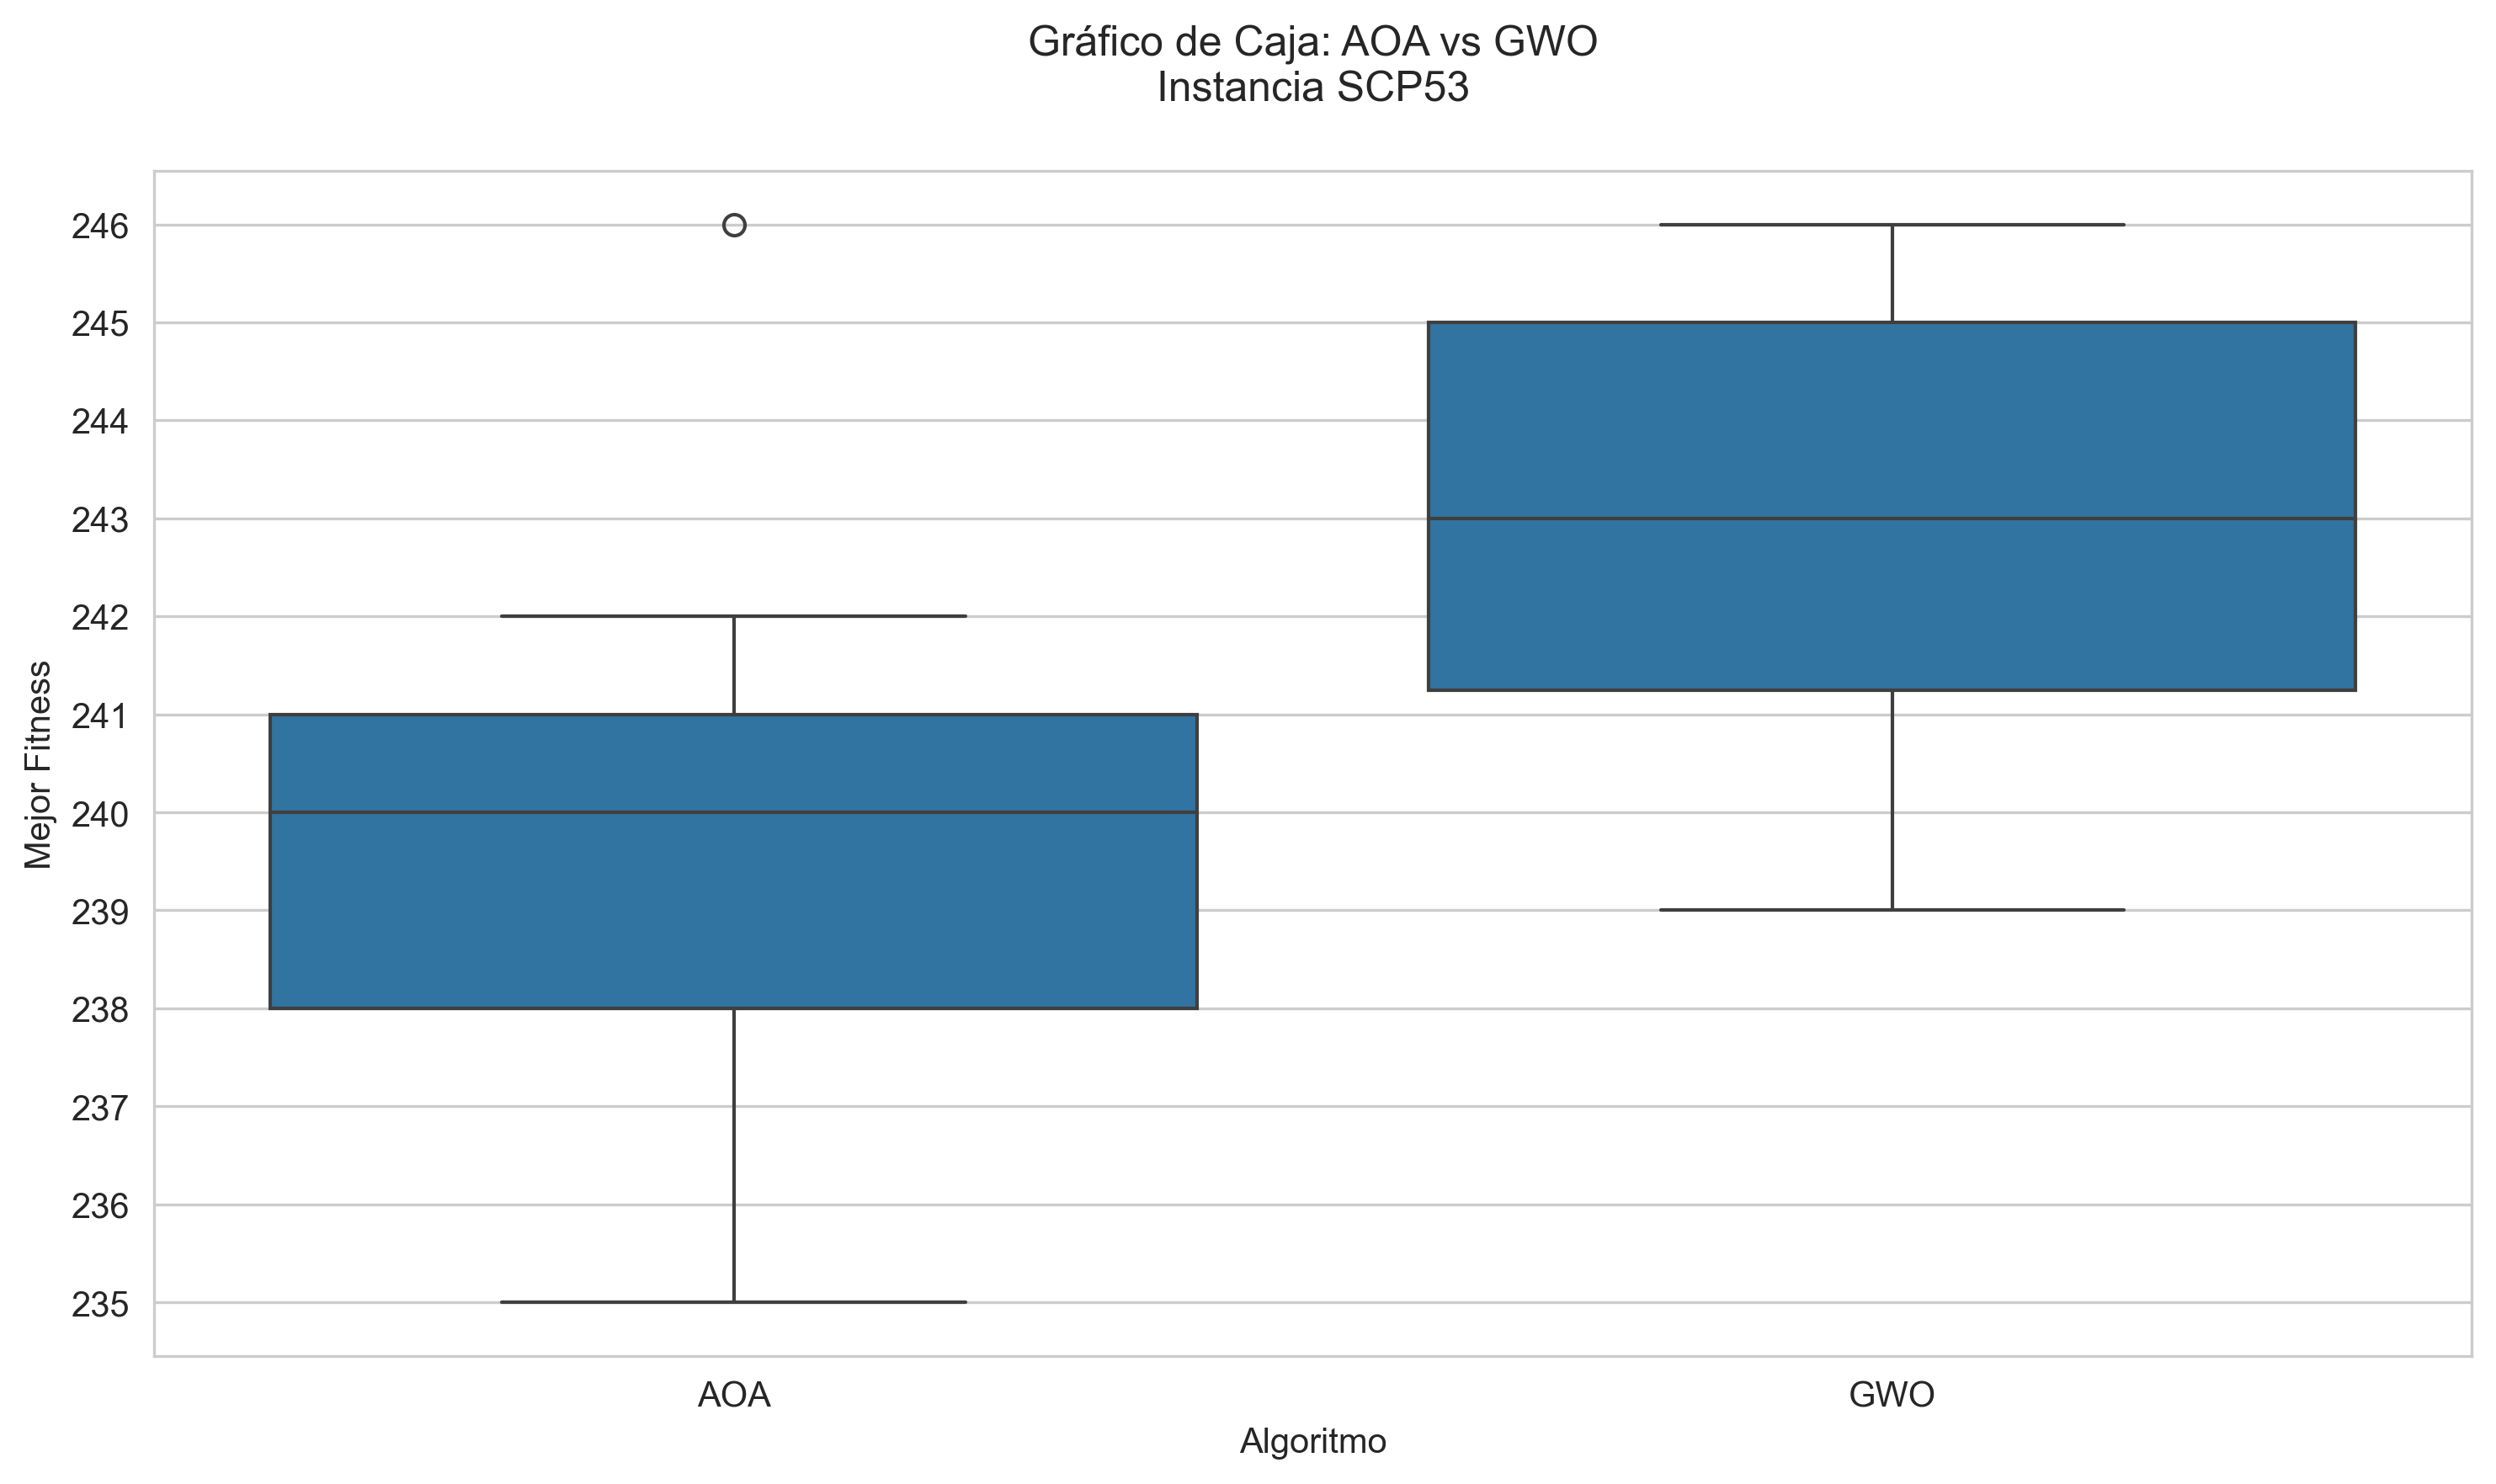 Gráfico de Caja: AOA vs GWO
Instancia SCP53
Mejor Fitness
246
245
244
243
242
241
240
239
238
237
236
235
AOA
GWO
Algoritmo